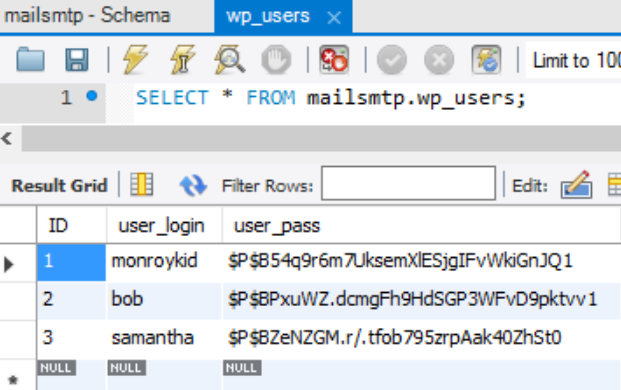 mailsmtp - Schema
wp_users
Limit to 100
1 SELECT * FROM mailsmtp.wp_users;
Result Grid Filter Rows: Edit:
ID user_login user_pass
1 monroykid $P$B54q9r6m7UksemXlESjgIFvWkiGnJQ1
2 bob $P$BPxuWZ.dcmgFh9HdSGP3WFvD9pktvv1
3 samantha $P$BZeNZGM.r/.tfob795zrpAak40ZhSt0
NULL NULL NULL